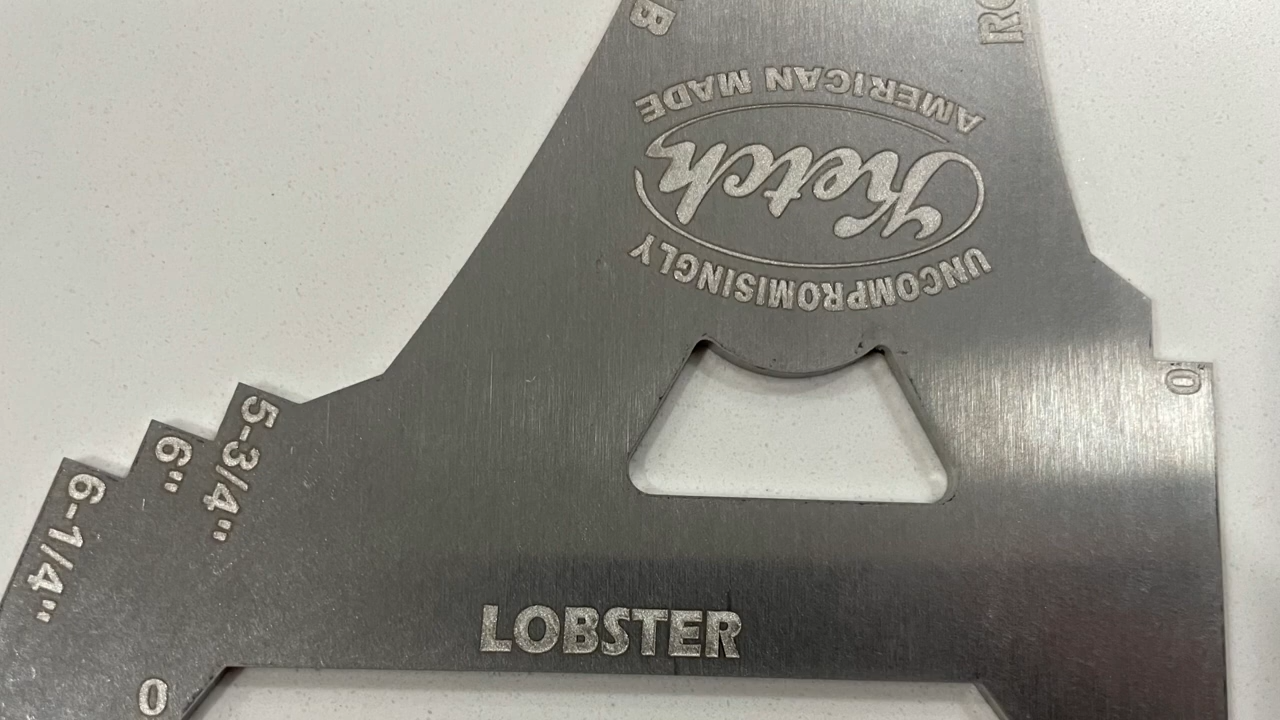 AMERICAN MADE
Ketch
UNCOMPROMISINGLY
0
5-3/4"
6"
6-1/4"
LOBSTER
0